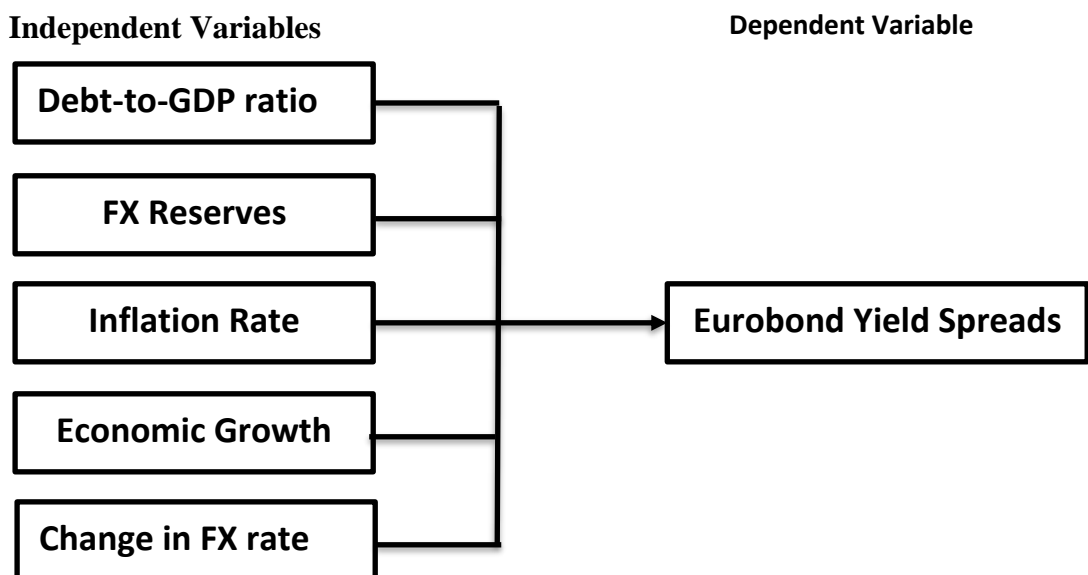 Independent Variables
Dependent Variable
Debt-to-GDP ratio
FX Reserves
Inflation Rate
Eurobond Yield Spreads
Economic Growth
Change in FX rate